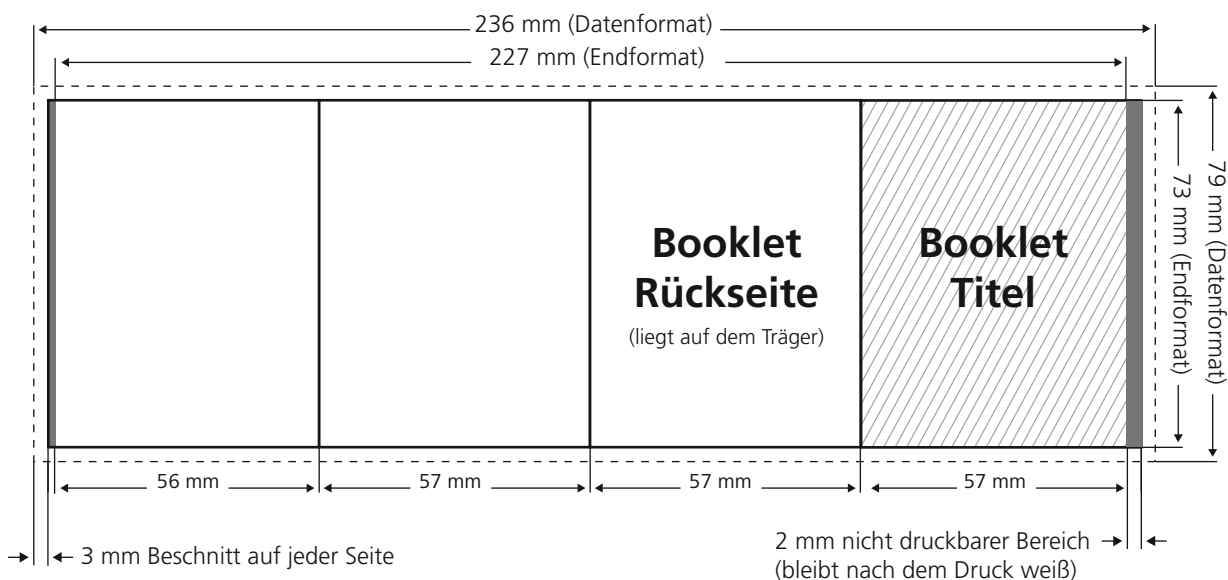 236 mm (Datenformat)
227 mm (Endformat)
Booklet
Rückseite
(liegt auf dem Träger)
Booklet
Titel
73 mm (Endformat)
79 mm (Datenformat)
56 mm
57 mm
57 mm
57 mm
3 mm Beschnitt auf jeder Seite
2 mm nicht druckbarer Bereich
(bleibt nach dem Druck weiß)